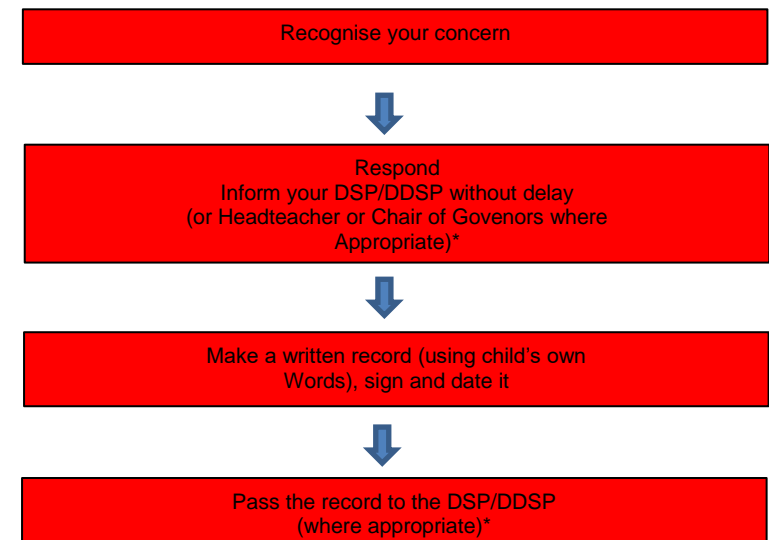 Recognise your concern
Respond
Inform your DSP/DDSP without delay
(or Headteacher or Chair of Govenors where
Appropriate)*
Make a written record (using child's own
Words), sign and date it
Pass the record to the DSP/DDSP
(where appropriate)*